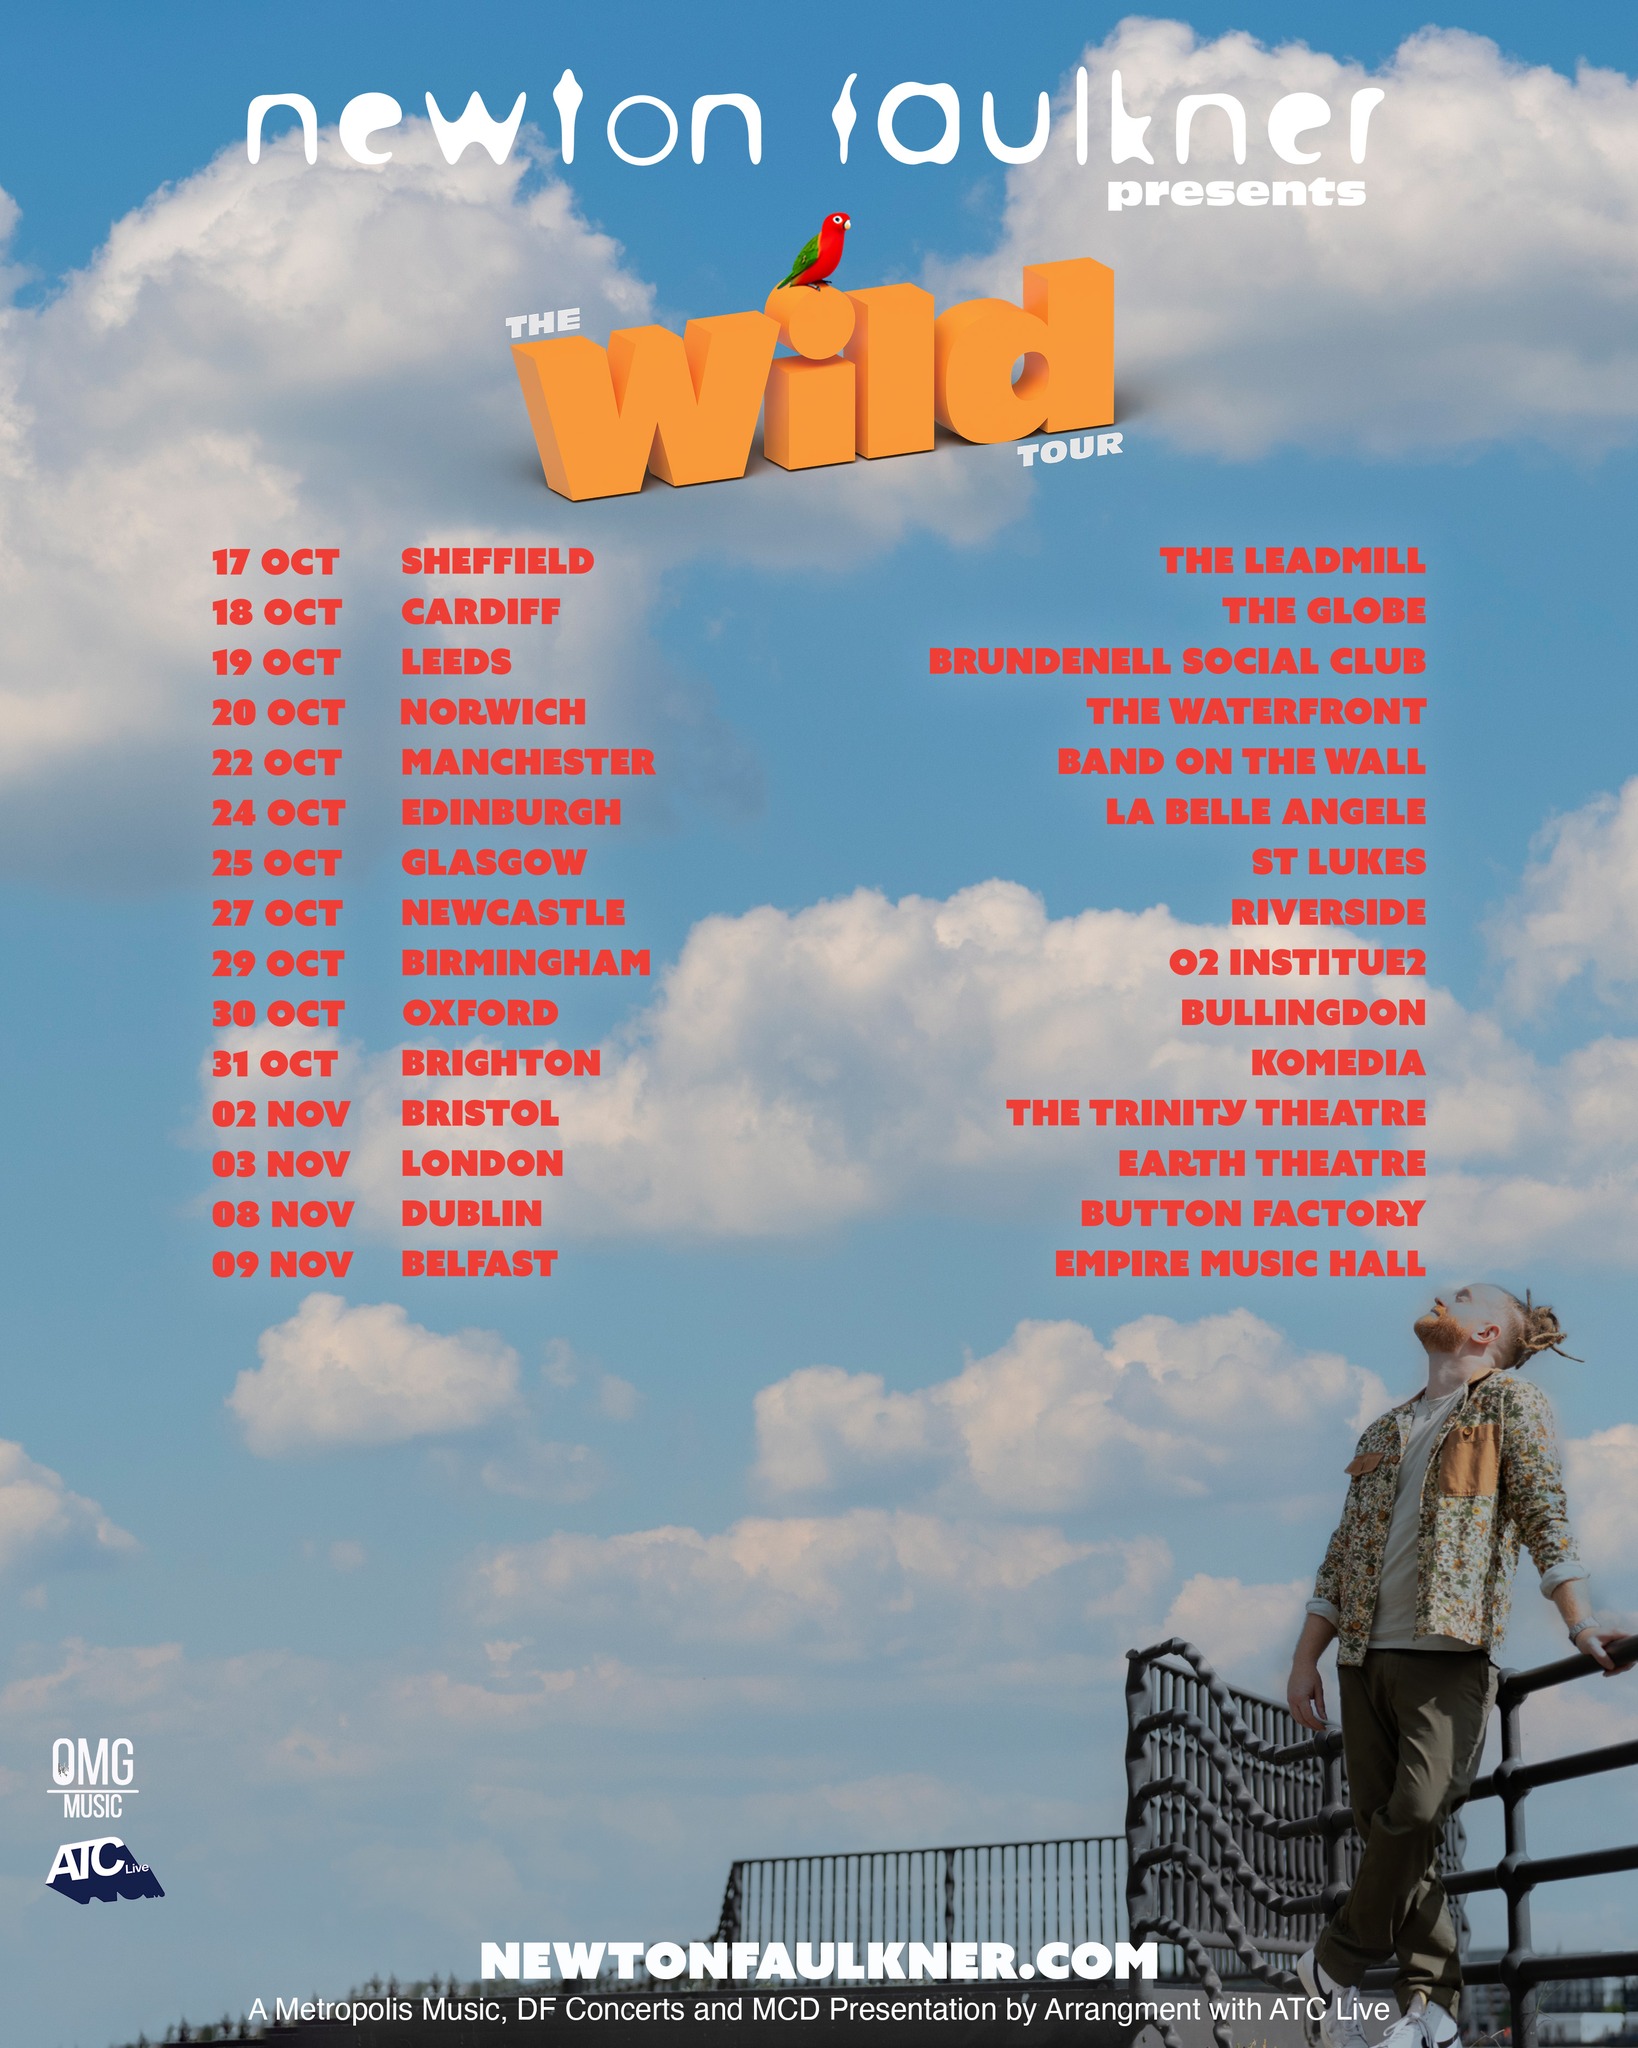 newton faulkner
presents
THE
Wild
TOUR
17 OCT SHEFFIELD THE LEADMILL
18 OCT CARDIFF THE GLOBE
19 OCT LEEDS BRUNDENELL SOCIAL CLUB
20 OCT NORWICH THE WATERFRONT
22 OCT MANCHESTER BAND ON THE WALL
24 OCT EDINBURGH LA BELLE ANGELE
25 OCT GLASGOW ST LUKES
27 OCT NEWCASTLE RIVERSIDE
29 OCT BIRMINGHAM O2 INSTITUE2
30 OCT OXFORD BULLINGDON
31 OCT BRIGHTON KOMEDIA
02 NOV BRISTOL THE TRINITY THEATRE
03 NOV LONDON EARTH THEATRE
08 NOV DUBLIN BUTTON FACTORY
09 NOV BELFAST EMPIRE MUSIC HALL
OMG
MUSIC
ATC Live
NEWTONFAULKNER.COM
A Metropolis Music, DF Concerts and MCD Presentation by Arrangment with ATC Live